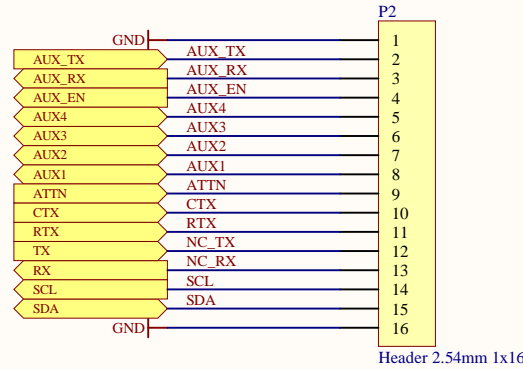 P2
GND 1
AUX_TX AUX_TX 2
AUX_RX AUX_RX 3
AUX_EN AUX_EN 4
AUX4 AUX4 5
AUX3 AUX3 6
AUX2 AUX2 7
AUX1 AUX1 8
ATTN ATTN 9
CTX CTX 10
RTX RTX 11
TX NC_TX 12
RX NC_RX 13
SCL SCL 14
SDA SDA 15
GND 16
Header 2.54mm 1x16